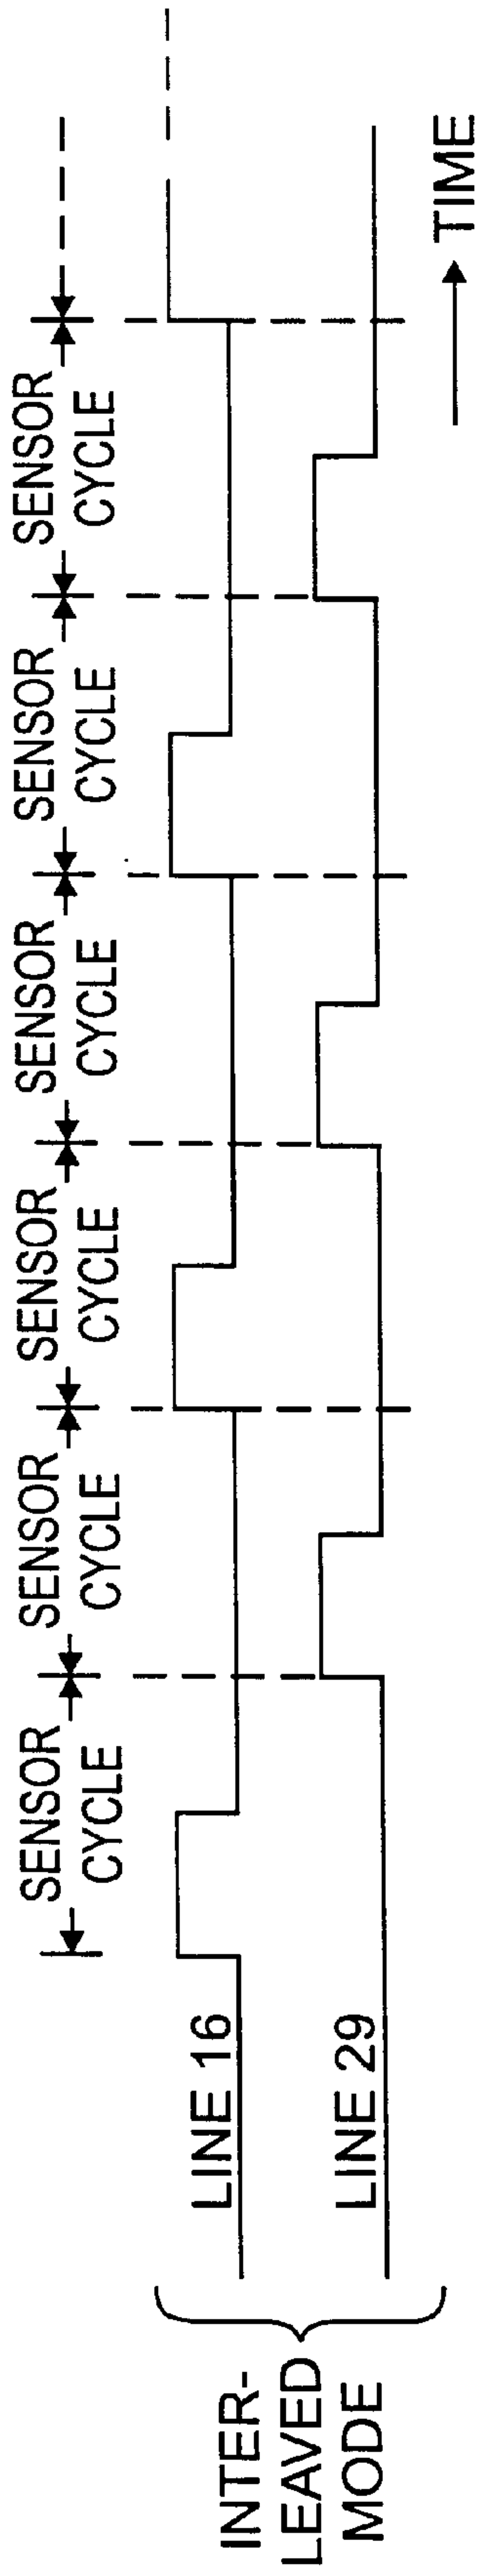 SENSOR
CYCLE
SENSOR
CYCLE
SENSOR
CYCLE
SENSOR
CYCLE
SENSOR
CYCLE
SENSOR
CYCLE
INTER-
LEAVED
MODE
LINE 16
LINE 29
TIME